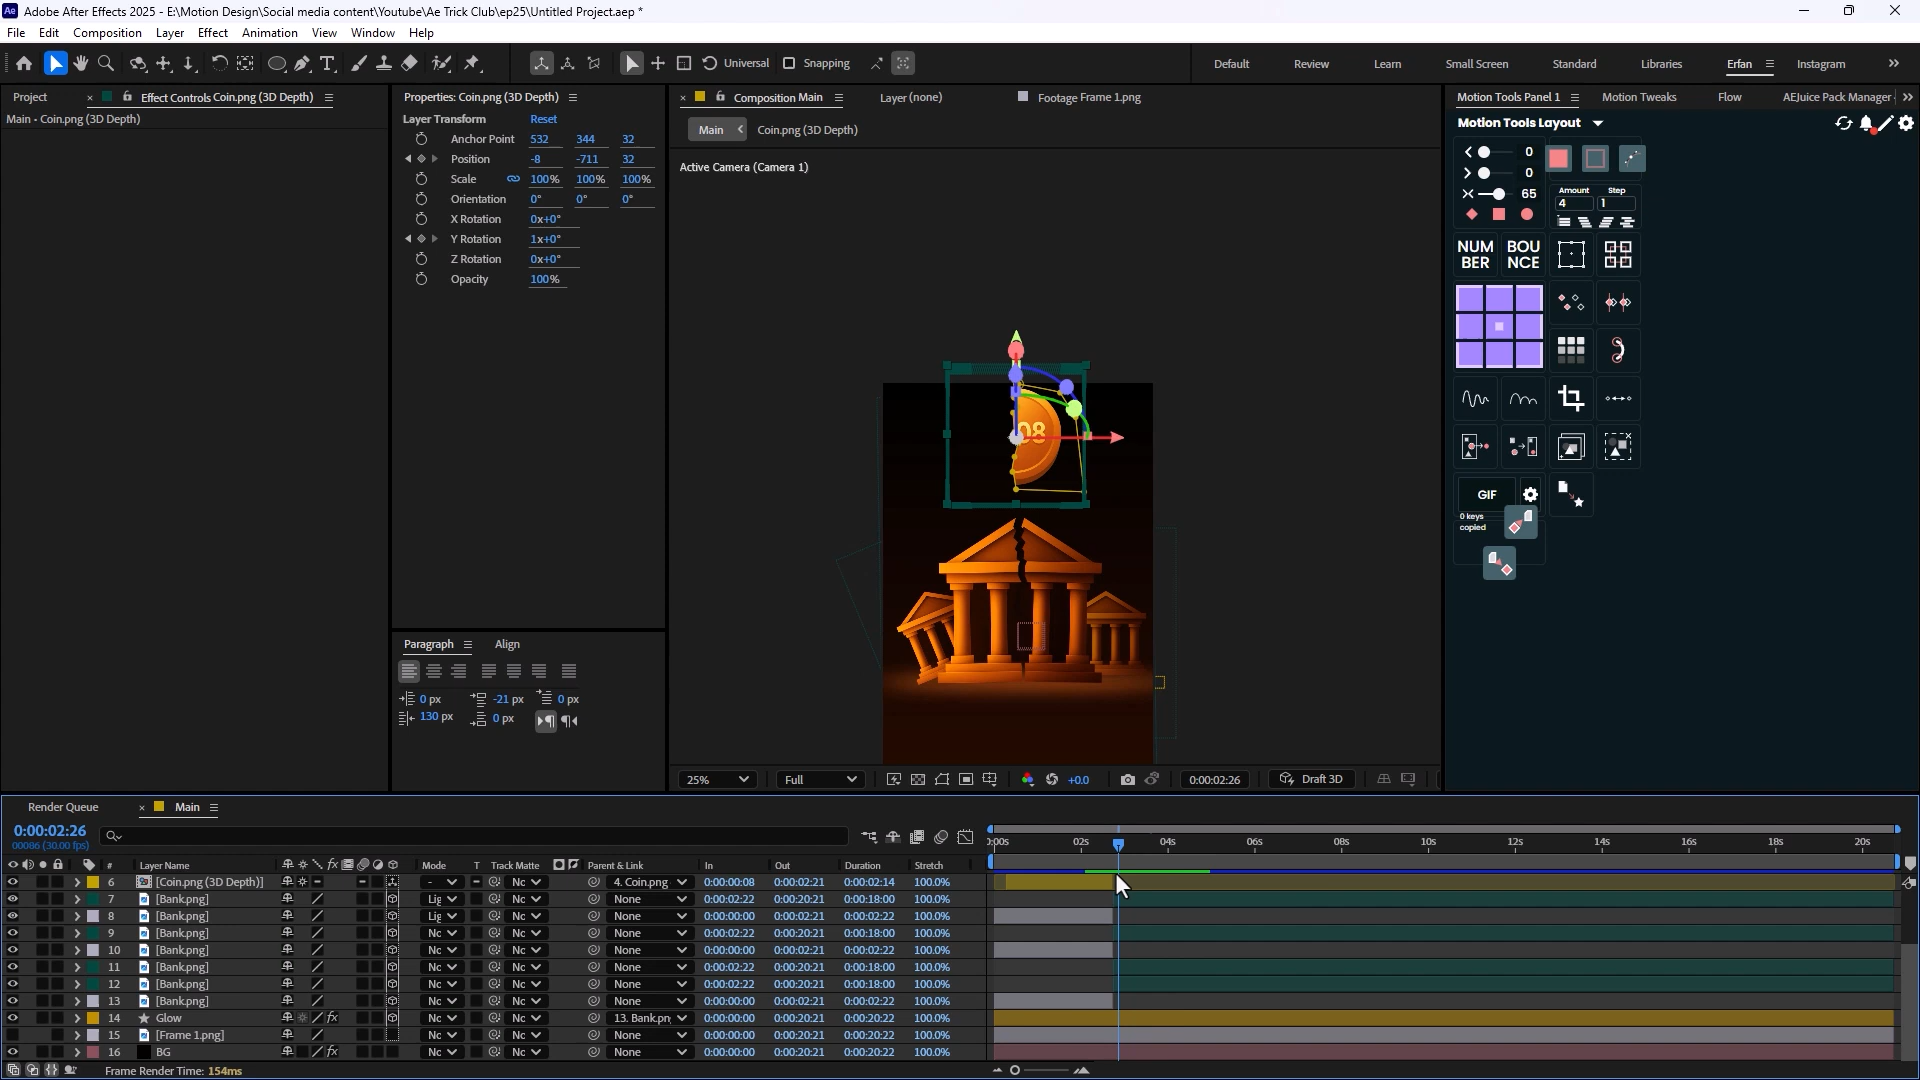 Adobe After Effects 2025 - E:\Motion Design\Social media content\Youtube\Ae Trick Club\ep25\Untitled Project.aep *
File Edit Composition Layer Effect Animation View Window Help
Universal Snapping Default Review Learn Small Screen Standard Libraries Erfan Instagram
Project Effect Controls Coin.png (3D Depth)
Main - Coin.png (3D Depth)
Properties: Coin.png (3D Depth)
Layer Transform Reset
Anchor Point 532 344 32
Position -8 -711 32
Scale 100% 100% 100%
Orientation 0° 0° 0°
X Rotation 0x+0°
Y Rotation 1x+0°
Z Rotation 0x+0°
Opacity 100%
Paragraph Align
0 px -21 px 0 px
130 px 0 px
Composition Main Layer (none) Footage Frame 1.png
Main Coin.png (3D Depth)
Active Camera (Camera 1)
08
25% Full +0.0 0:00:02:26 Draft 3D
Motion Tools Panel 1 Motion Tweaks Flow AEJuice Pack Manager
Motion Tools Layout
0
0
65
Amount Step
4 1
NUM
BER
BOU
NCE
GIF
0 keys
copied
Render Queue Main
0:00:02:26
00086 (30.00 fps)
# Layer Name Mode T Track Matte Parent & Link In Out Duration Stretch
6 [Coin.png (3D Depth)] - Nc 4. Coin.png 0:00:00:08 0:00:02:21 0:00:02:14 100.0%
7 [Bank.png] Lig Nc None 0:00:02:22 0:00:20:21 0:00:18:00 100.0%
8 [Bank.png] Lig Nc None 0:00:00:00 0:00:02:21 0:00:02:22 100.0%
9 [Bank.png] Nc Nc None 0:00:02:22 0:00:20:21 0:00:18:00 100.0%
10 [Bank.png] Nc Nc None 0:00:00:00 0:00:02:21 0:00:02:22 100.0%
11 [Bank.png] Nc Nc None 0:00:02:22 0:00:20:21 0:00:18:00 100.0%
12 [Bank.png] Nc Nc None 0:00:02:22 0:00:20:21 0:00:18:00 100.0%
13 [Bank.png] Nc Nc None 0:00:00:00 0:00:02:21 0:00:02:22 100.0%
14 Glow Nc Nc 13. Bank.pn 0:00:00:00 0:00:20:21 0:00:20:22 100.0%
15 [Frame 1.png] Nc Nc None 0:00:00:00 0:00:20:21 0:00:20:22 100.0%
16 BG Nc Nc None 0:00:00:00 0:00:20:21 0:00:20:22 100.0%
Frame Render Time: 154ms
):00s 02s 04s 06s 08s 10s 12s 14s 16s 18s 20s